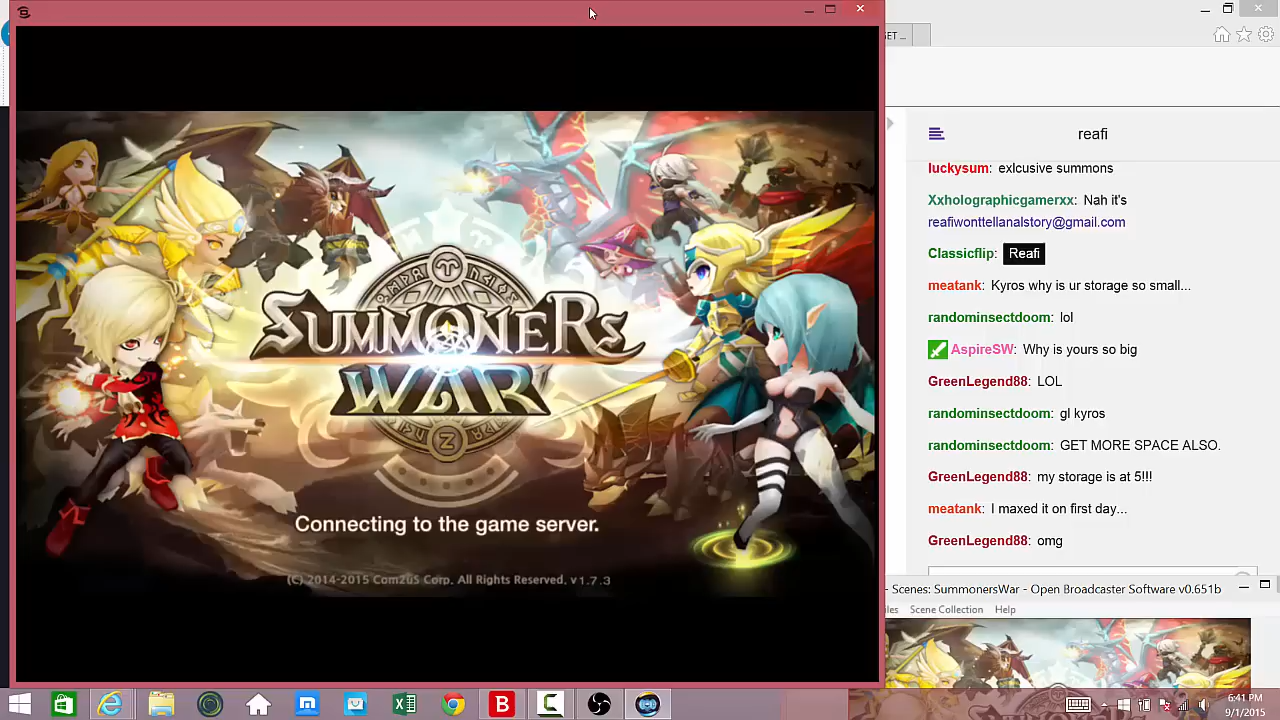 SUMMONERS
WAR
Connecting to the game server.
(C) 2014-2015 Com2uS Corp. All Rights Reserved. v1.7.3
reafi
luckysum: exlcusive summons
Xxholographicgamerxx: Nah it's
reafiwonttellanalstory@gmail.com
Classicflip: Reafi
meatank: Kyros why is ur storage so small...
randominsectdoom: lol
AspireSW: Why is yours so big
GreenLegend88: LOL
randominsectdoom: gl kyros
randominsectdoom: GET MORE SPACE ALSO.
GreenLegend88: my storage is at 5!!!
meatank: I maxed it on first day...
GreenLegend88: omg
- Scenes: SummonersWar - Open Broadcaster Software v0.651b
Scene Collection Help
6:41 PM
9/1/2015